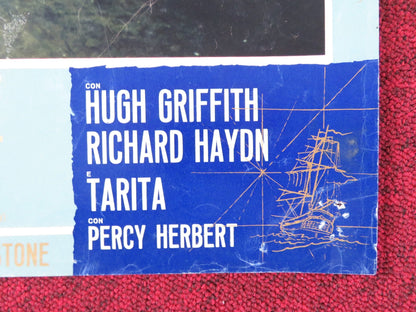 CON
HUGH GRIFFITH
RICHARD HAYDN
E
TARITA
CON
PERCY HERBERT
STONE